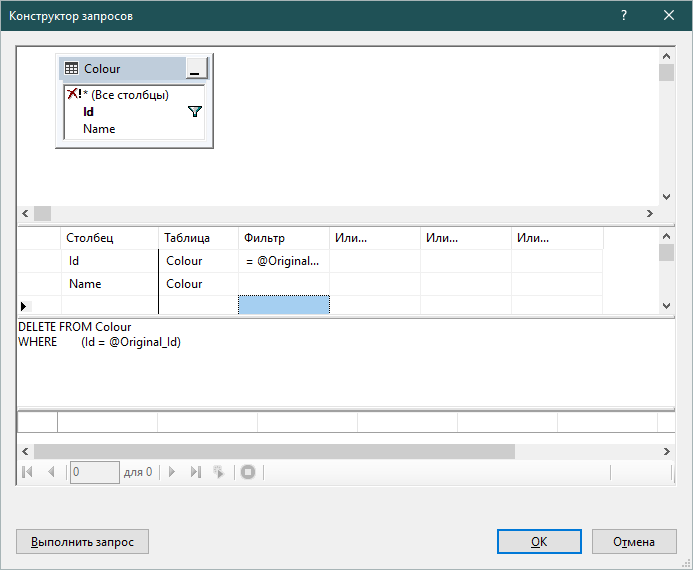 Конструктор запросов
Colour
* (Все столбцы)
Id
Name
Столбец Таблица Фильтр Или... Или... Или...
Id Colour = @Original...
Name Colour
DELETE FROM Colour
WHERE (Id = @Original_Id)
0 для 0
Выполнить запрос ОК Отмена